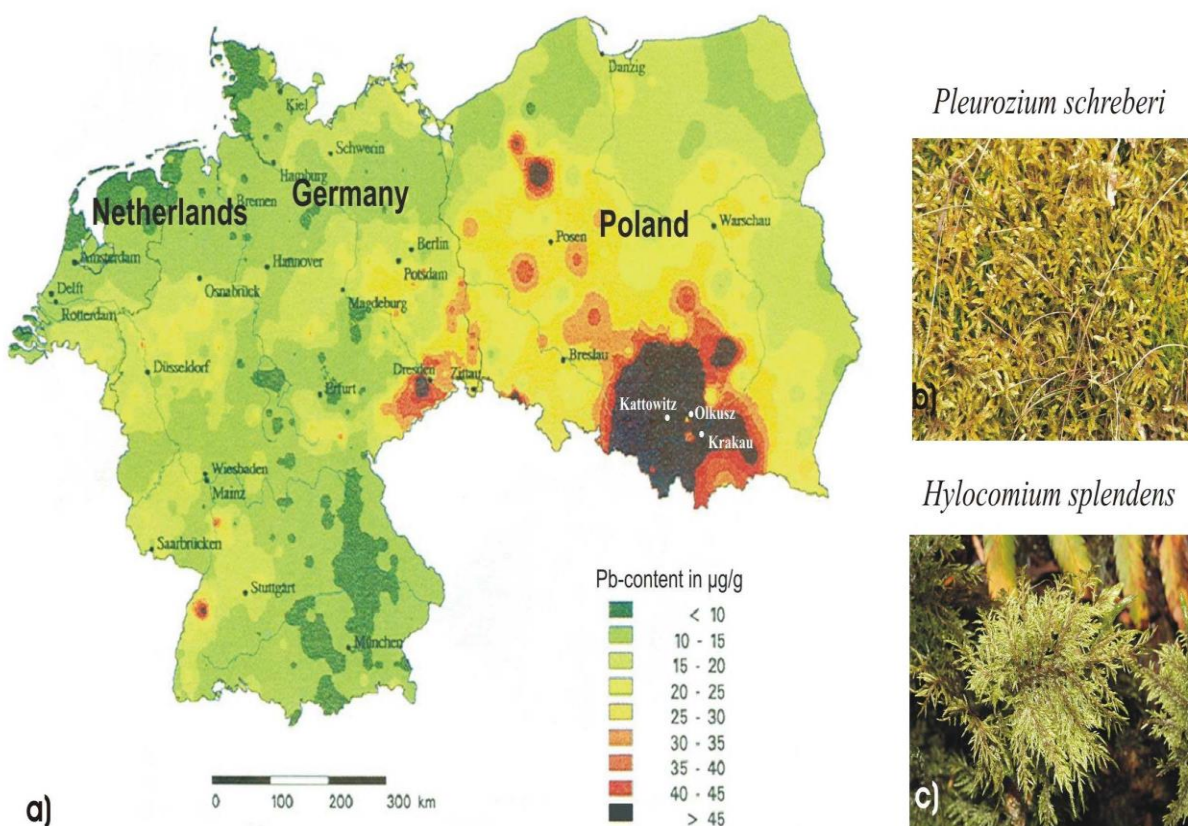 Danzig
Kiel
Schwerin
Hamburg
Bremen
Germany
Netherlands
Poland
Warschau
Amsterdam
Hannover
Berlin
Potsdam
Posen
Delft
Rotterdam
Osnabrück
Magdeburg
Düsseldorf
Erfurt
Dresden
Zittau
Breslau
Kattowitz
Olkusz
Krakau
Wiesbaden
Mainz
Saarbrücken
Stuttgart
München
Pb-content in µg/g
< 10
10 - 15
15 - 20
20 - 25
25 - 30
30 - 35
35 - 40
40 - 45
> 45
0 100 200 300 km
a)
Pleurozium schreberi
b)
Hylocomium splendens
c)